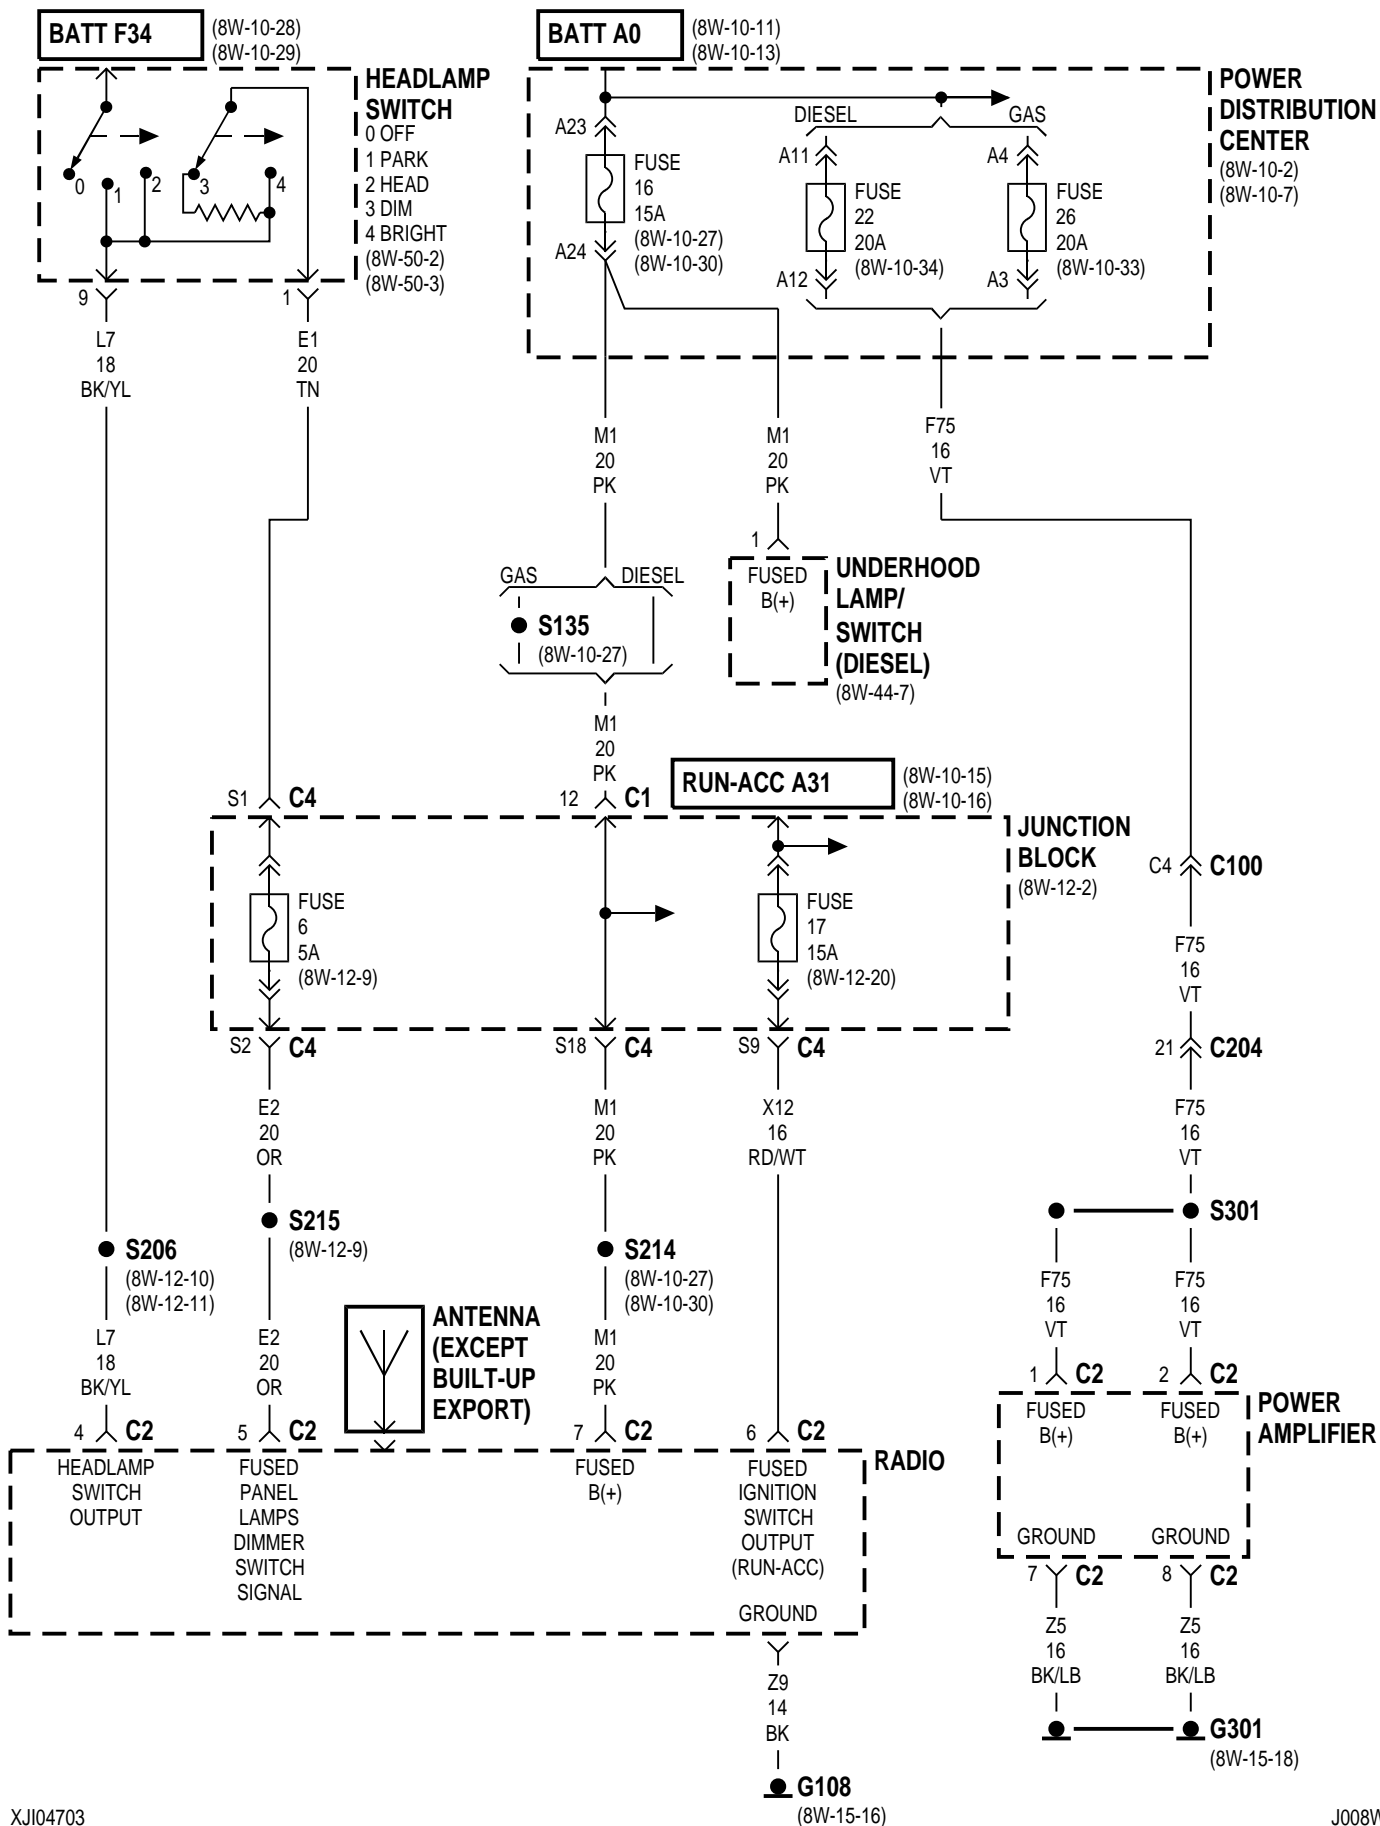 BATT F34
(8W-10-28)
(8W-10-29)
BATT A0
(8W-10-11)
(8W-10-13)
HEADLAMP
SWITCH
0 OFF
1 PARK
2 HEAD
3 DIM
4 BRIGHT
(8W-50-2)
(8W-50-3)
0
1
2
3
4
POWER
DISTRIBUTION
CENTER
(8W-10-2)
(8W-10-7)
A23
FUSE
16
15A
(8W-10-27)
(8W-10-30)
A24
DIESEL
GAS
A11
FUSE
22
20A
(8W-10-34)
A12
A4
FUSE
26
20A
(8W-10-33)
A3
9
1
L7
18
BK/YL
E1
20
TN
M1
20
PK
M1
20
PK
F75
16
VT
1
FUSED
B(+)
UNDERHOOD
LAMP/
SWITCH
(DIESEL)
(8W-44-7)
GAS
DIESEL
S135
(8W-10-27)
M1
20
PK
RUN-ACC A31
(8W-10-15)
(8W-10-16)
S1
C4
12
C1
JUNCTION
BLOCK
(8W-12-2)
FUSE
6
5A
(8W-12-9)
FUSE
17
15A
(8W-12-20)
C4
C100
F75
16
VT
21
C204
S2
C4
S18
C4
S9
C4
E2
20
OR
M1
20
PK
X12
16
RD/WT
F75
16
VT
S215
(8W-12-9)
S206
(8W-12-10)
(8W-12-11)
S214
(8W-10-27)
(8W-10-30)
S301
F75
16
VT
F75
16
VT
ANTENNA
(EXCEPT
BUILT-UP
EXPORT)
L7
18
BK/YL
E2
20
OR
M1
20
PK
1
C2
2
C2
POWER
AMPLIFIER
FUSED
B(+)
FUSED
B(+)
4
C2
5
C2
7
C2
6
C2
RADIO
HEADLAMP
SWITCH
OUTPUT
FUSED
PANEL
LAMPS
DIMMER
SWITCH
SIGNAL
FUSED
B(+)
FUSED
IGNITION
SWITCH
OUTPUT
(RUN-ACC)
GROUND
GROUND
GROUND
7
C2
8
C2
Z5
16
BK/LB
Z5
16
BK/LB
Z9
14
BK
G301
(8W-15-18)
G108
(8W-15-16)
XJI04703
J008W